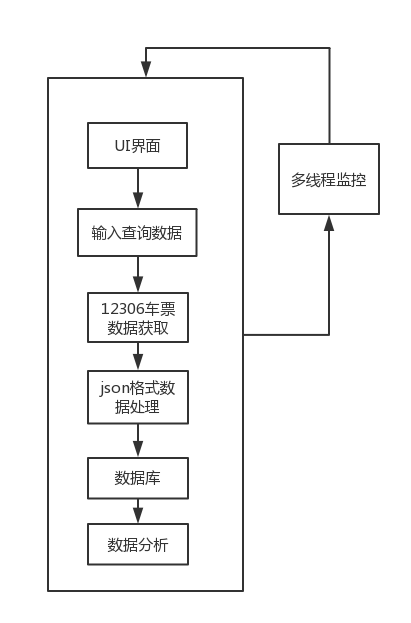 UI界面
多线程监控
输入查询数据
12306车票
数据获取
json格式数
据处理
数据库
数据分析